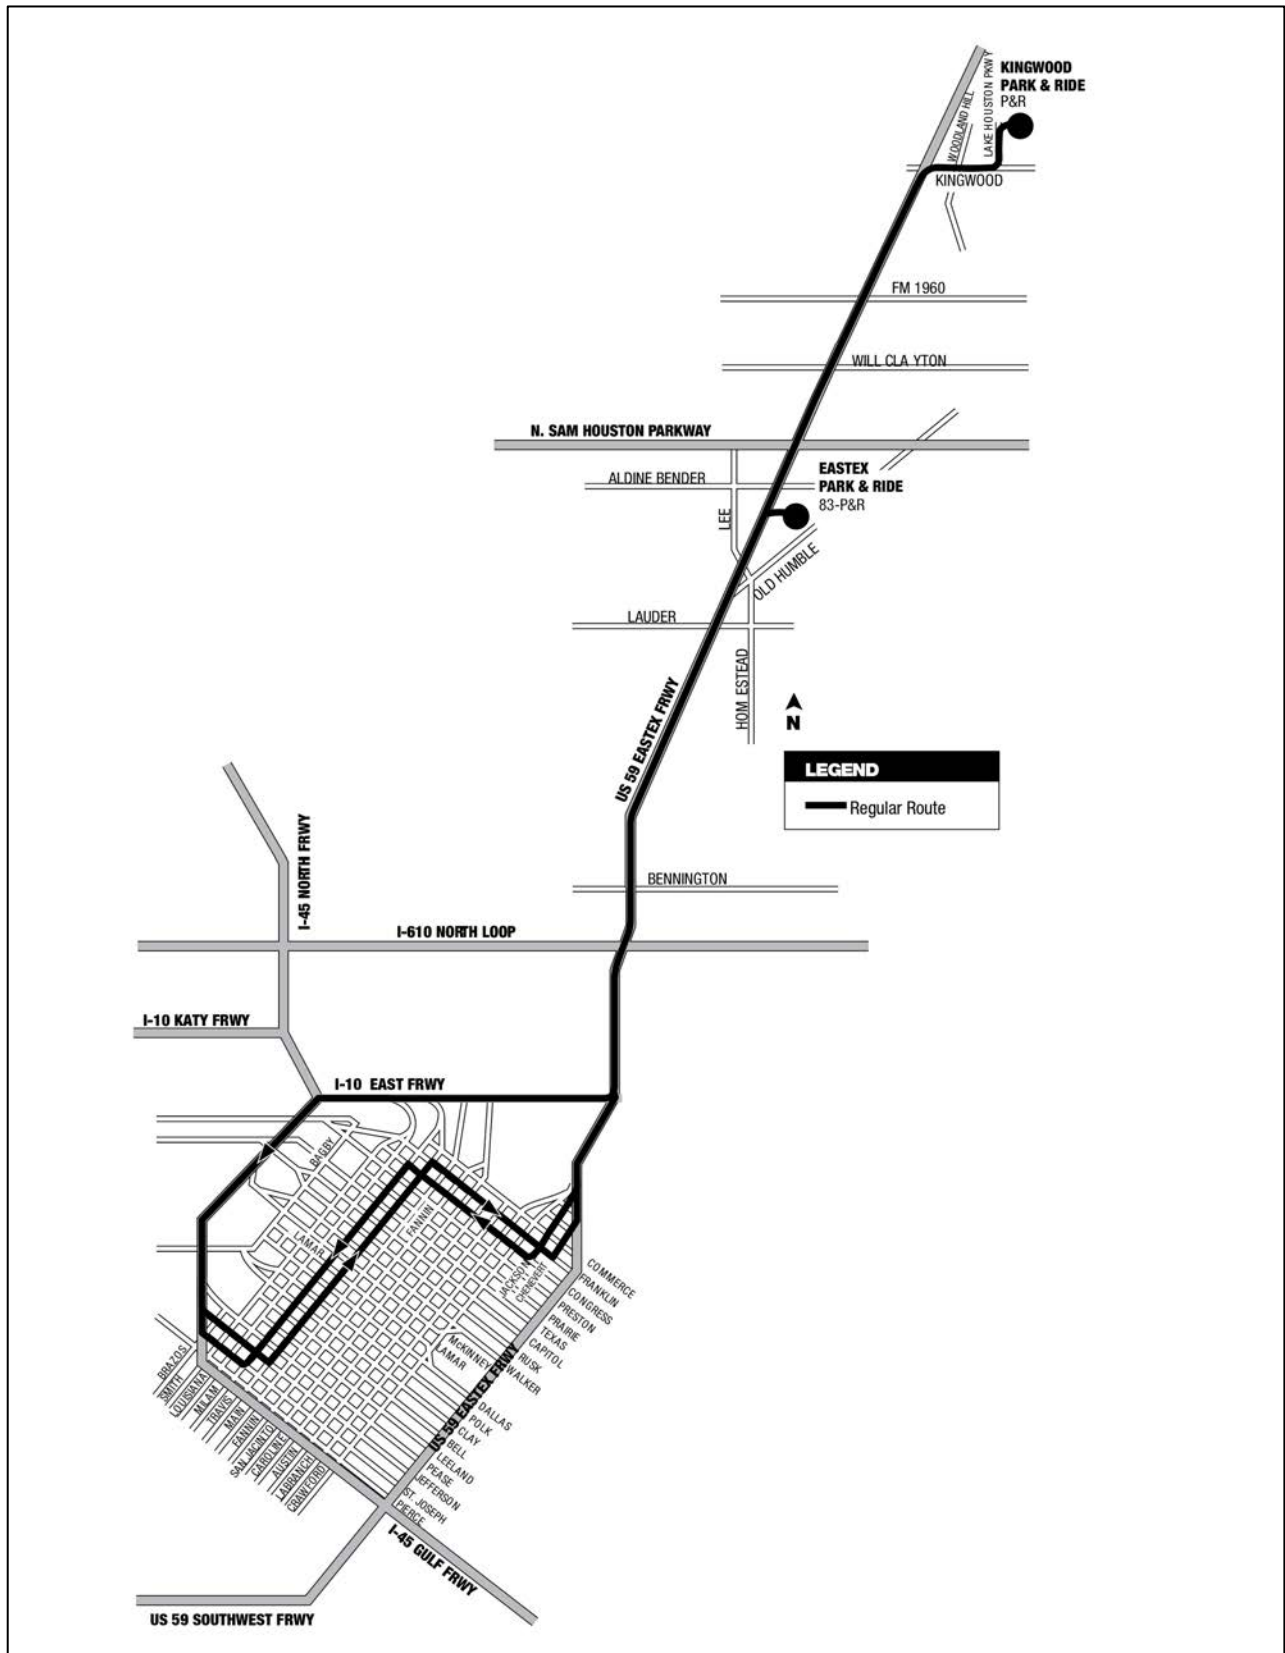 KINGWOOD
PARK & RIDE
P&R
LAKE HOUSTON PKWY
WOODLAND HILL
KINGWOOD
FM 1960
WILL CLA YTON
N. SAM HOUSTON PARKWAY
EASTEX
PARK & RIDE
83-P&R
ALDINE BENDER
LEE
OLD HUMBLE
LAUDER
HOM ESTEAD
US 59 EASTEX FRWY
N
LEGEND
Regular Route
I-45 NORTH FRWY
BENNINGTON
I-610 NORTH LOOP
I-10 KATY FRWY
I-10 EAST FRWY
BAGBY
LAMAR
FANNIN
JACKSON
CHENEVERT
COMMERCE
FRANKLIN
CONGRESS
PRESTON
PRAIRIE
TEXAS
CAPITOL
RUSK
WALKER
McKINNEY
LAMAR
DALLAS
POLK
CLAY
BELL
LEELAND
PEASE
JEFFERSON
ST. JOSEPH
PIERCE
US 59 EASTEX FRWY
BRAZOS
SMITH
LOUISIANA
MILAM
TRAVIS
MAIN
FANNIN
SAN JACINTO
CAROLINE
AUSTIN
LABRANCH
CRAWFORD
I-45 GULF FRWY
US 59 SOUTHWEST FRWY